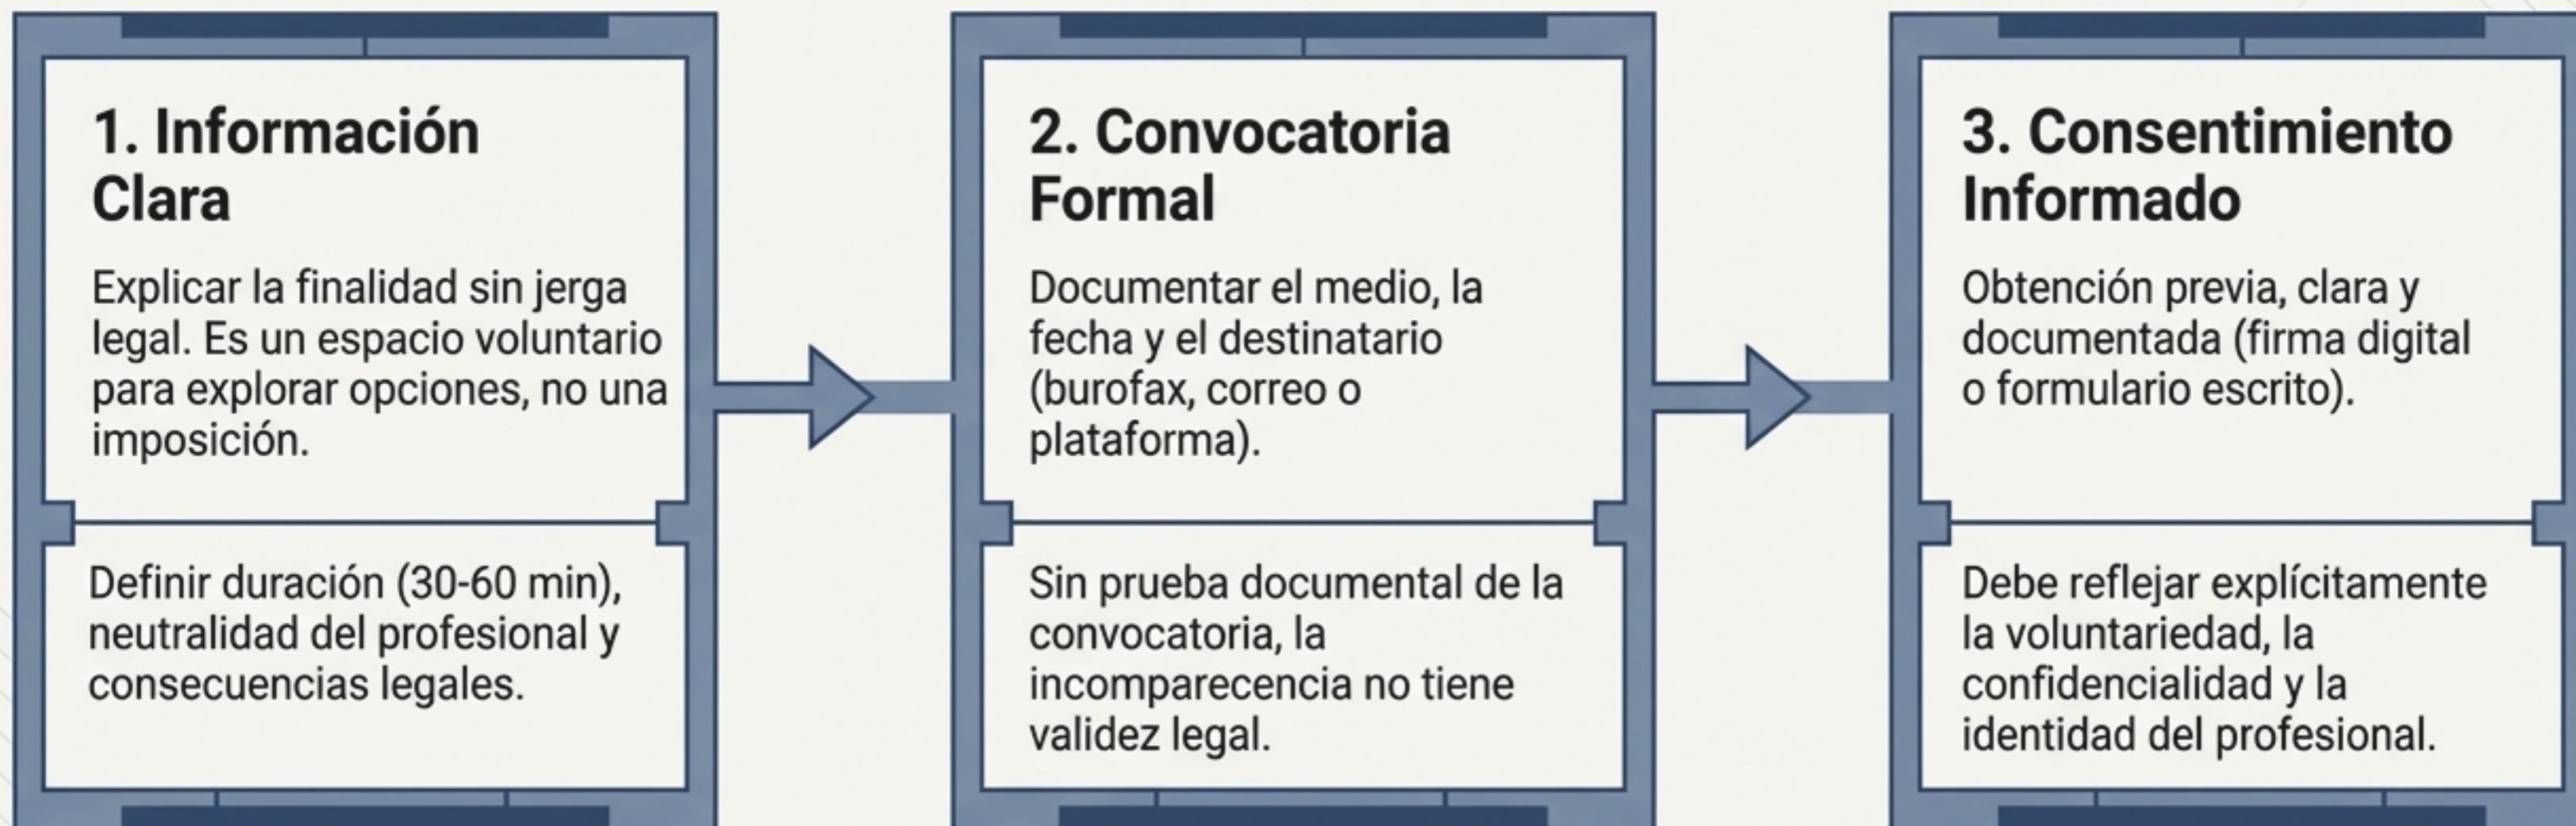 1. Información
Clara
Explicar la finalidad sin jerga
legal. Es un espacio voluntario
para explorar opciones, no una
imposición.
Definir duración (30-60 min),
neutralidad del profesional y
consecuencias legales.
2. Convocatoria
Formal
Documentar el medio, la
fecha y el destinatario
(burofax, correo o
plataforma).
Sin prueba documental de la
convocatoria, la
incomparecencia no tiene
validez legal.
3. Consentimiento
Informado
Obtención previa, clara y
documentada (firma digital
o formulario escrito).
Debe reflejar explícitamente
la voluntariedad, la
confidencialidad y la
identidad del profesional.